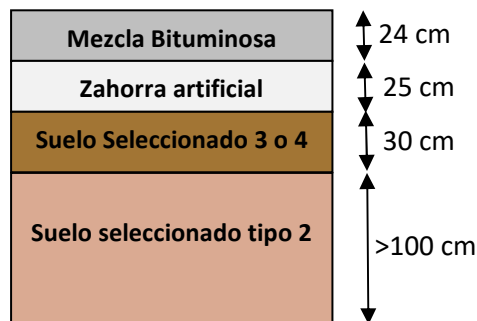 Mezcla Bituminosa
24 cm
Zahorra artificial
25 cm
Suelo Seleccionado 3 o 4
30 cm
Suelo seleccionado tipo 2
>100 cm